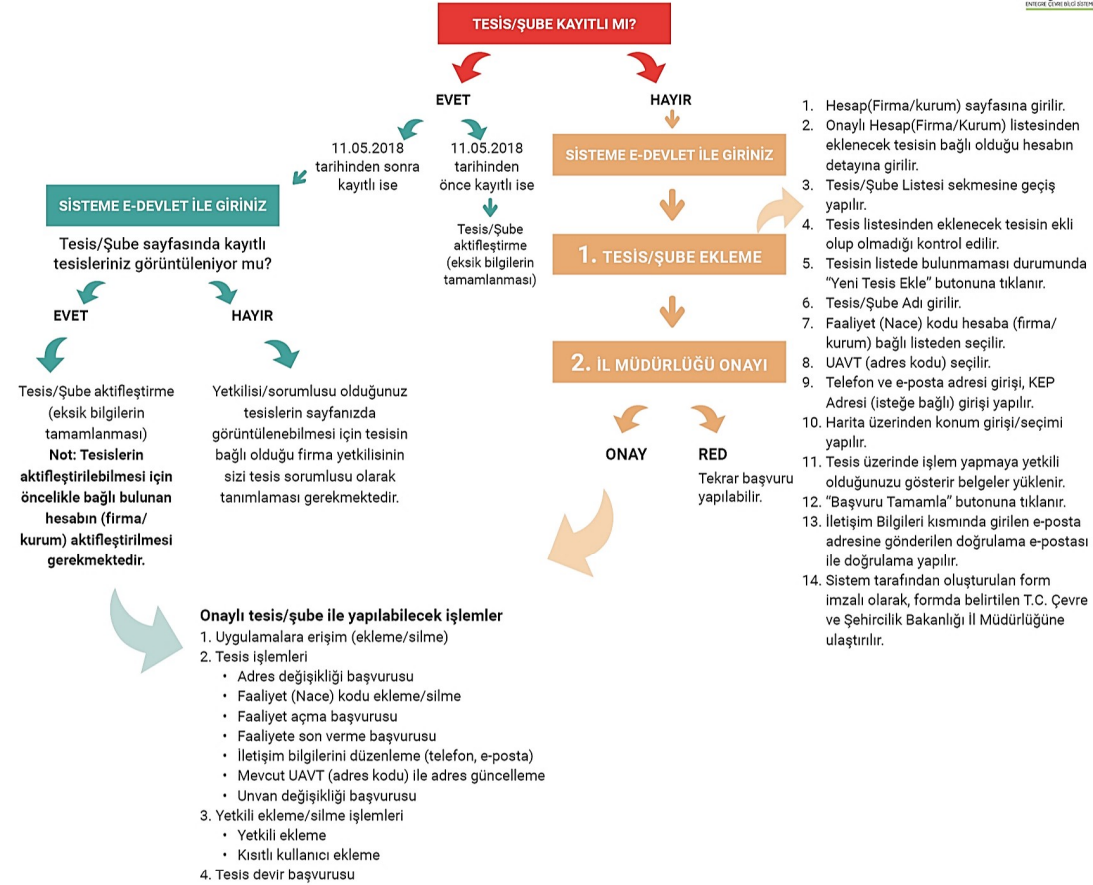 ENTEGRE ÇEVRE BİLGİ SİSTEMİ
TESİS/ŞUBE KAYITLI MI?
EVET
HAYIR
11.05.2018
tarihinden sonra
kayıtlı ise
11.05.2018
tarihinden
önce kayıtlı ise
Tesis/Şube
aktifleştirme
(eksik bilgilerin
tamamlanması)
SİSTEME E-DEVLET İLE GİRİNİZ
Tesis/Şube sayfasında kayıtlı
tesisleriniz görüntüleniyor mu?
EVET
HAYIR
Tesis/Şube aktifleştirme
(eksik bilgilerin
tamamlanması)
Not: Tesislerin
aktifleştirilebilmesi için
öncelikle bağlı bulunan
hesabın (firma/
kurum) aktifleştirilmesi
gerekmektedir.
Yetkilisi/sorumlusu olduğunuz
tesislerin sayfanızda
görüntülenebilmesi için tesisin
bağlı olduğu firma yetkilisinin
sizi tesis sorumlusu olarak
tanımlaması gerekmektedir.
SİSTEME E-DEVLET İLE GİRİNİZ
1. TESİS/ŞUBE EKLEME
2. İL MÜDÜRLÜĞÜ ONAYI
ONAY
RED
Tekrar başvuru
yapılabilir.
1. Hesap(Firma/kurum) sayfasına girilir.
2. Onaylı Hesap(Firma/Kurum) listesinden
eklenecek tesisin bağlı olduğu hesabın
detayına girilir.
3. Tesis/Şube Listesi sekmesine geçiş
yapılır.
4. Tesis listesinden eklenecek tesisin ekli
olup olmadığı kontrol edilir.
5. Tesisin listede bulunmaması durumunda
“Yeni Tesis Ekle” butonuna tıklanır.
6. Tesis/Şube Adı girilir.
7. Faaliyet (Nace) kodu hesaba (firma/
kurum) bağlı listeden seçilir.
8. UAVT (adres kodu) seçilir.
9. Telefon ve e-posta adresi girişi, KEP
Adresi (isteğe bağlı) girişi yapılır.
10. Harita üzerinden konum girişi/seçimi
yapılır.
11. Tesis üzerinde işlem yapmaya yetkili
olduğunuzu gösterir belgeler yüklenir.
12. “Başvuru Tamamla” butonuna tıklanır.
13. İletişim Bilgileri kısmında girilen e-posta
adresine gönderilen doğrulama e-postası
ile doğrulama yapılır.
14. Sistem tarafından oluşturulan form
imzalı olarak, formda belirtilen T.C. Çevre
ve Şehircilik Bakanlığı İl Müdürlüğüne
ulaştırılır.
Onaylı tesis/şube ile yapılabilecek işlemler
1. Uygulamalara erişim (ekleme/silme)
2. Tesis işlemleri
• Adres değişikliği başvurusu
• Faaliyet (Nace) kodu ekleme/silme
• Faaliyet açma başvurusu
• Faaliyete son verme başvurusu
• İletişim bilgilerini düzenleme (telefon, e-posta)
• Mevcut UAVT (adres kodu) ile adres güncelleme
• Unvan değişikliği başvurusu
3. Yetkili ekleme/silme işlemleri
• Yetkili ekleme
• Kısıtlı kullanıcı ekleme
4. Tesis devir başvurusu